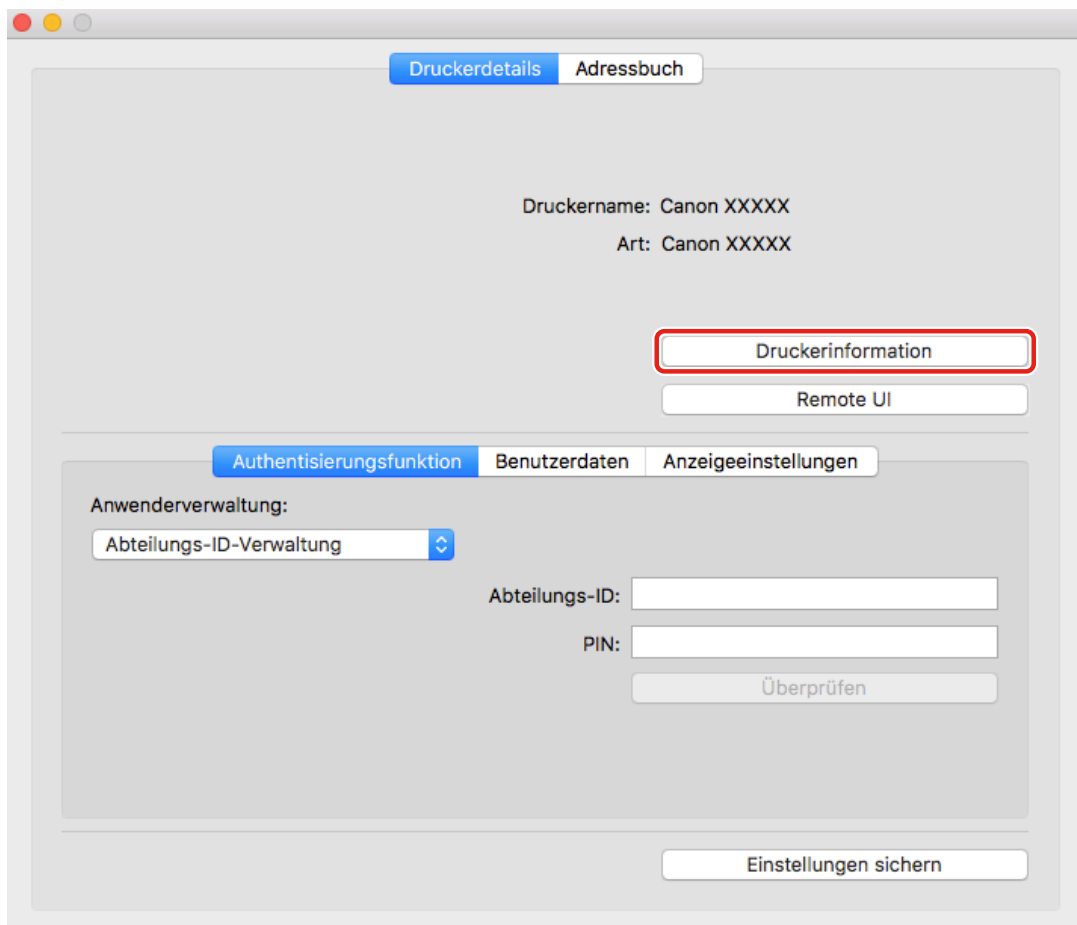 Druckerdetails Adressbuch
Druckername: Canon XXXXX
Art: Canon XXXXX
Druckerinformation
Remote UI
Authentisierungsfunktion Benutzerdaten Anzeigeeinstellungen
Anwenderverwaltung:
Abteilungs-ID-Verwaltung
Abteilungs-ID:
PIN:
Überprüfen
Einstellungen sichern